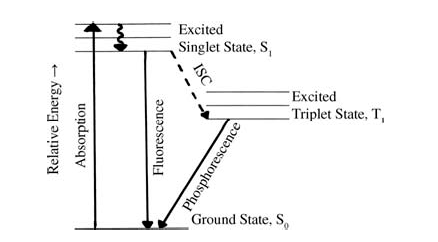 Excited
Singlet State, S₁
ISC
Excited
Triplet State, T₁
Relative Energy →
Absorption
Fluorescence
Phosphorescence
Ground State, S₀